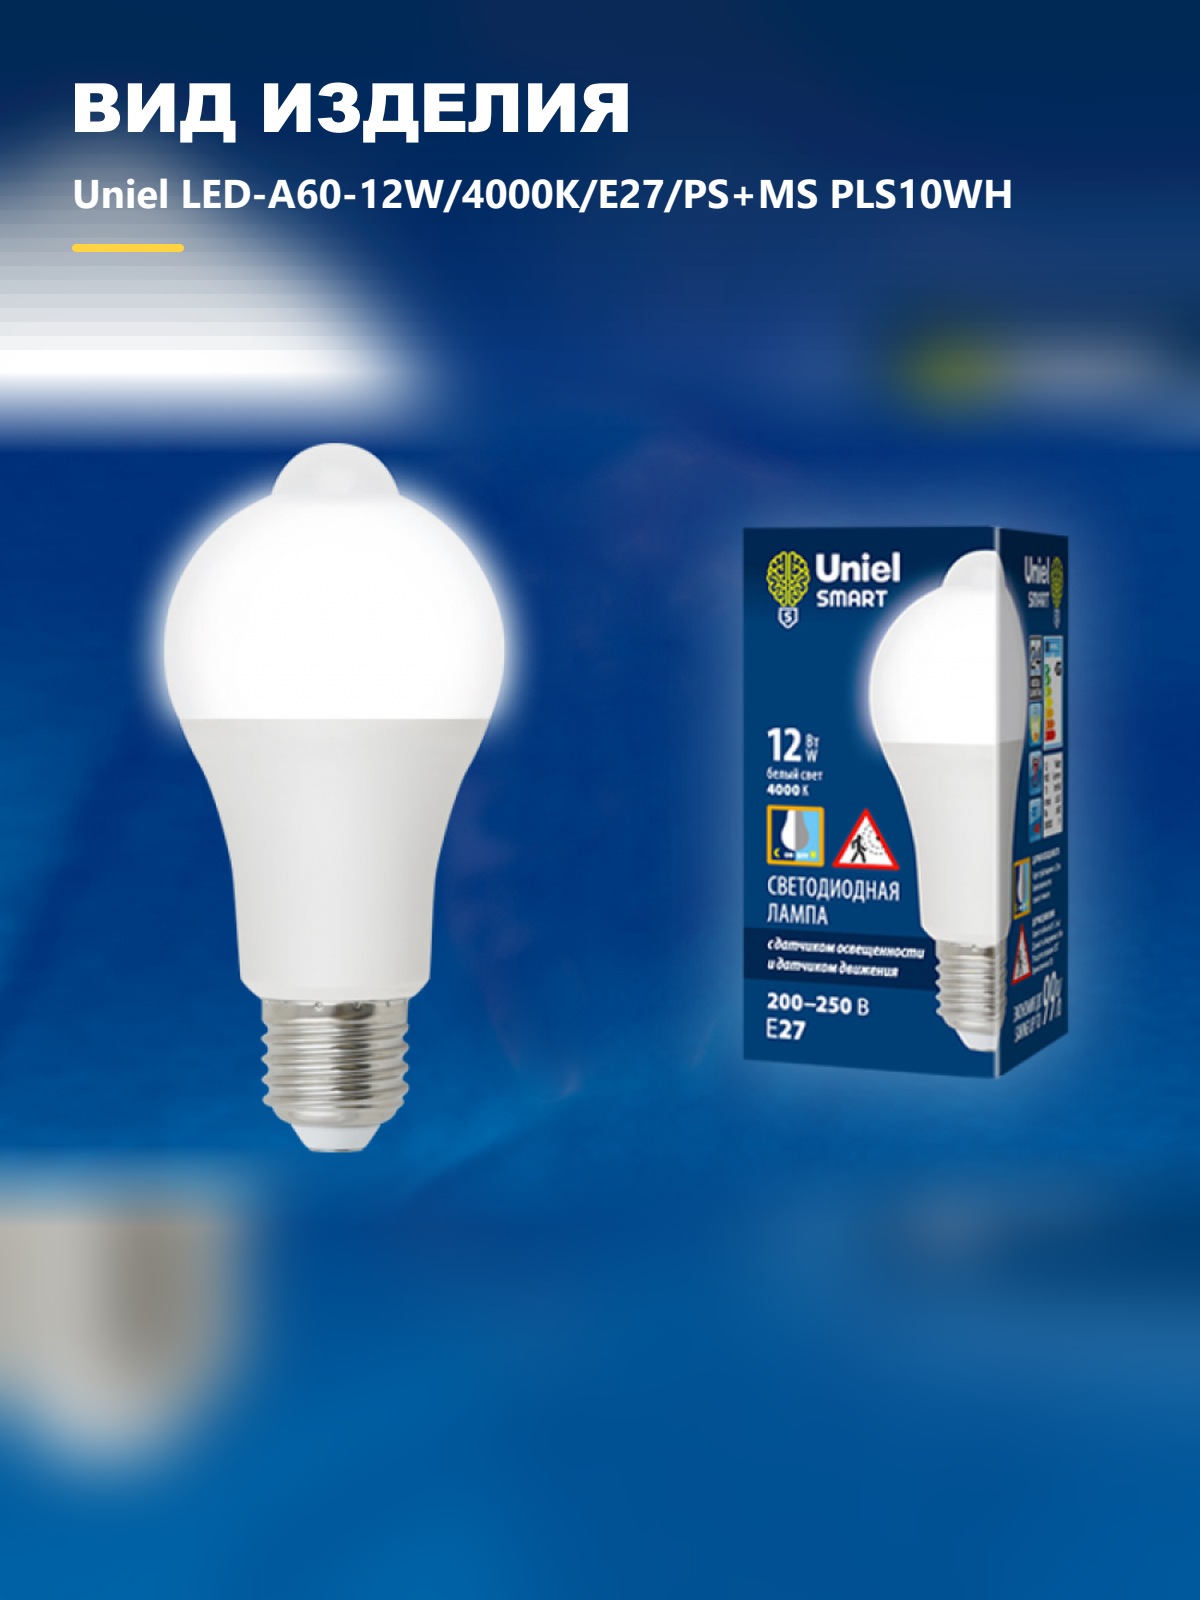 ВИД ИЗДЕЛИЯ
Uniel LED-A60-12W/4000K/E27/PS+MS PLS10WH
Uniel
SMART
S
12 Вт
W
белый свет
4000 К
СВЕТОДИОДНАЯ
ЛАМПА
с датчиком освещенности
и датчиком движения
200–250 В
E27
Uniel
SMART